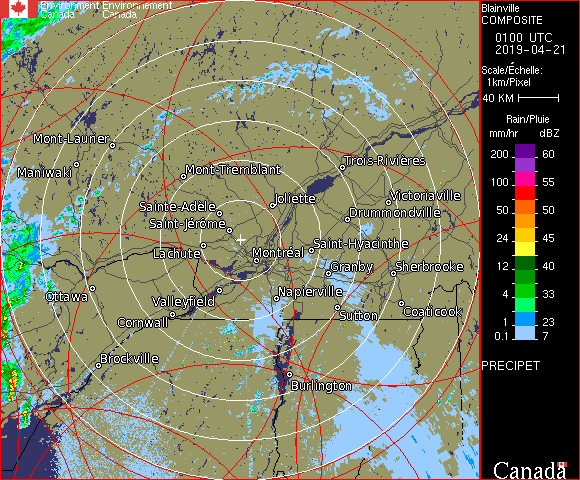 Environment Environnement
Canada Canada
Blainville
COMPOSITE
0100 UTC
2019-04-21
Scale/Échelle:
1km/Pixel
40 KM
Rain/Pluie
mm/hr dBZ
200 60
100 55
50 50
24 45
12 40
4 33
1 23
0.1 7
PRECIPET
Canada
Mont-Laurier
Maniwaki
Mont-Tremblant
Trois-Rivières
Joliette
Victoriaville
Sainte-Adèle
Drummondville
Saint-Jérôme
Saint-Hyacinthe
Lachute
Montréal
Granby
Sherbrooke
Ottawa
Napierville
Valleyfield
Coaticook
Sutton
Cornwall
Brockville
Burlington